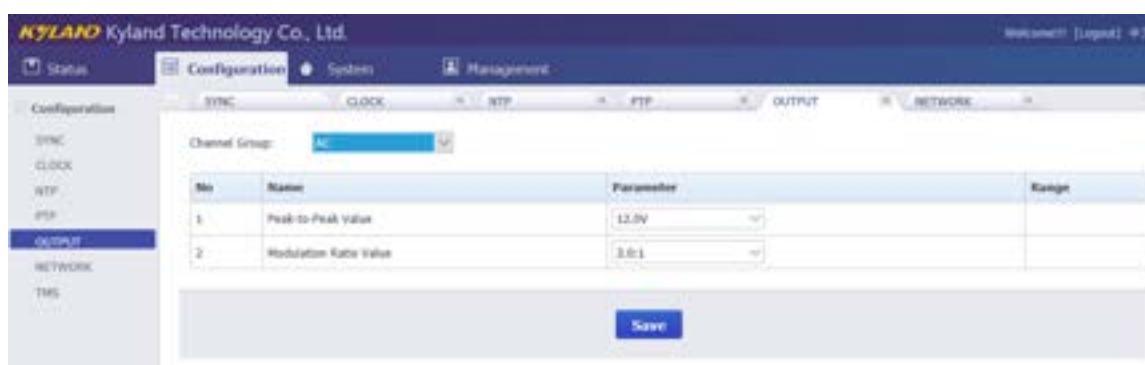 KYLAND Kyland Technology Co., Ltd.
Welcome!!! [Logout]
Status Configuration System Management
Configuration
SYNC CLOCK NTP PTP OUTPUT NETWORK
SYNC
CLOCK
NTP
PTP
OUTPUT
NETWORK
TMS
Channel Group: AC
No Name Parameter Range
1 Peak-to-Peak Value 12.0V
2 Modulation Ratio Value 3.0:1
Save